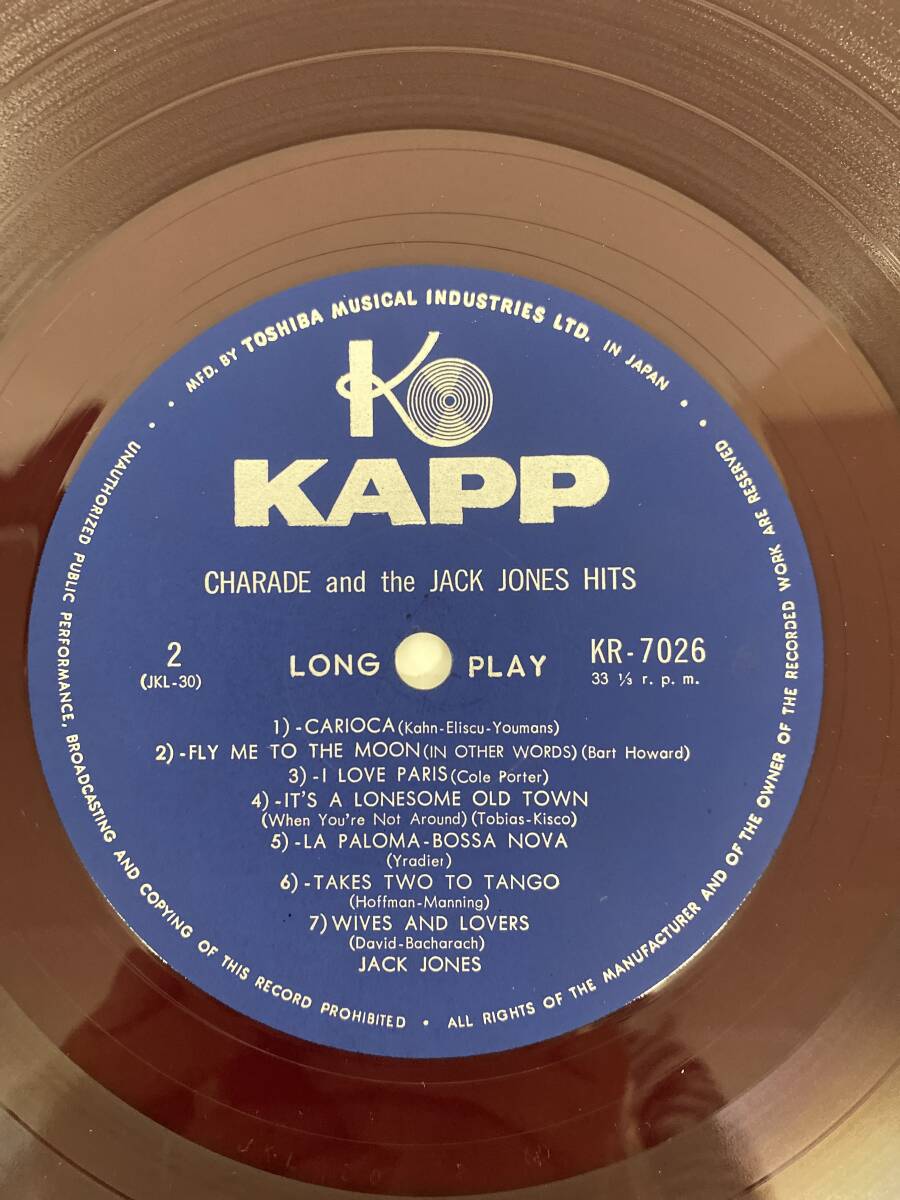 MFD. BY TOSHIBA MUSICAL INDUSTRIES LTD. IN JAPAN
KAPP
CHARADE and the JACK JONES HITS
2
(JKL-30)
LONG PLAY
KR-7026
33 ⅓ r. p. m.
1)-CARIOCA (Kahn-Eliscu-Youmans)
2)-FLY ME TO THE MOON (IN OTHER WORDS) (Bart Howard)
3)-I LOVE PARIS (Cole Porter)
4)-IT'S A LONESOME OLD TOWN
(When You're Not Around) (Tobias-Kisco)
5)-LA PALOMA-BOSSA NOVA
(Yradier)
6)-TAKES TWO TO TANGO
(Hoffman-Manning)
7) WIVES AND LOVERS
(David-Bacharach)
JACK JONES
UNAUTHORIZED PUBLIC PERFORMANCE, BROADCASTING AND COPYING OF THIS RECORD PROHIBITED • ALL RIGHTS OF THE MANUFACTURER AND OF THE OWNER OF THE RECORDED WORK ARE RESERVED